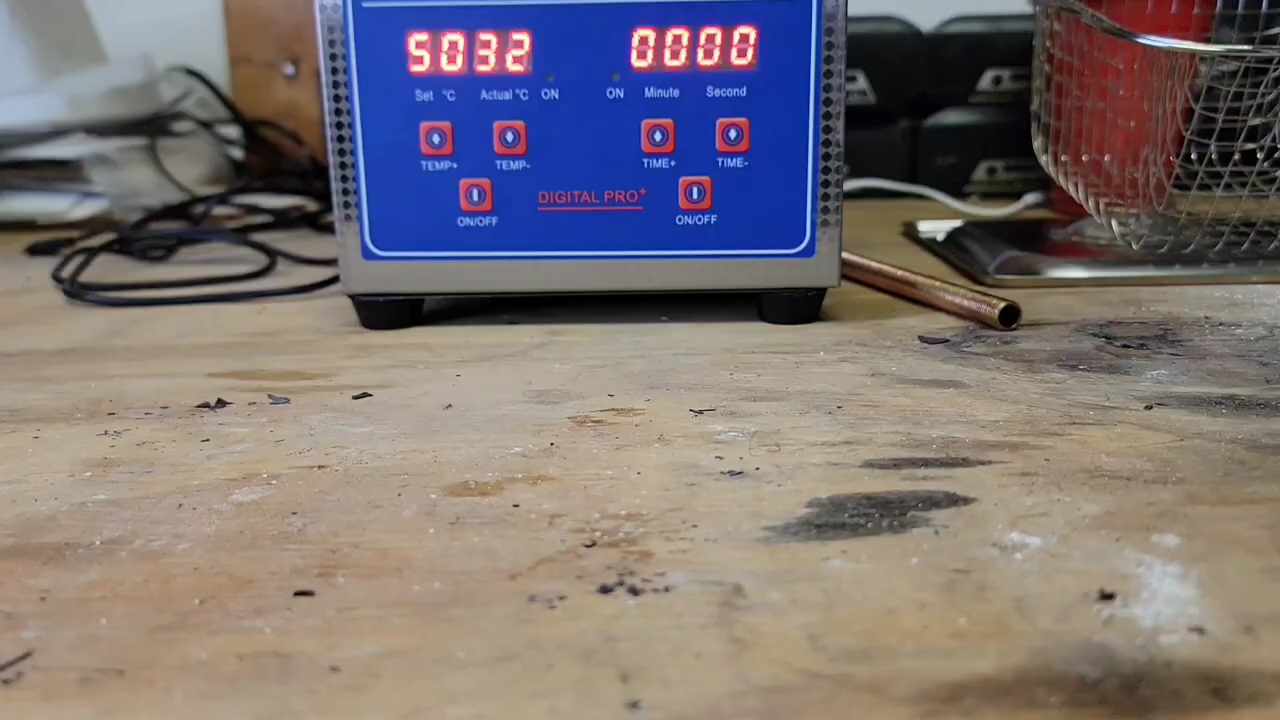 5032 0000
Set °C Actual °C ON ON Minute Second
TEMP+ TEMP- TIME+ TIME-
DIGITAL PRO+
ON/OFF ON/OFF